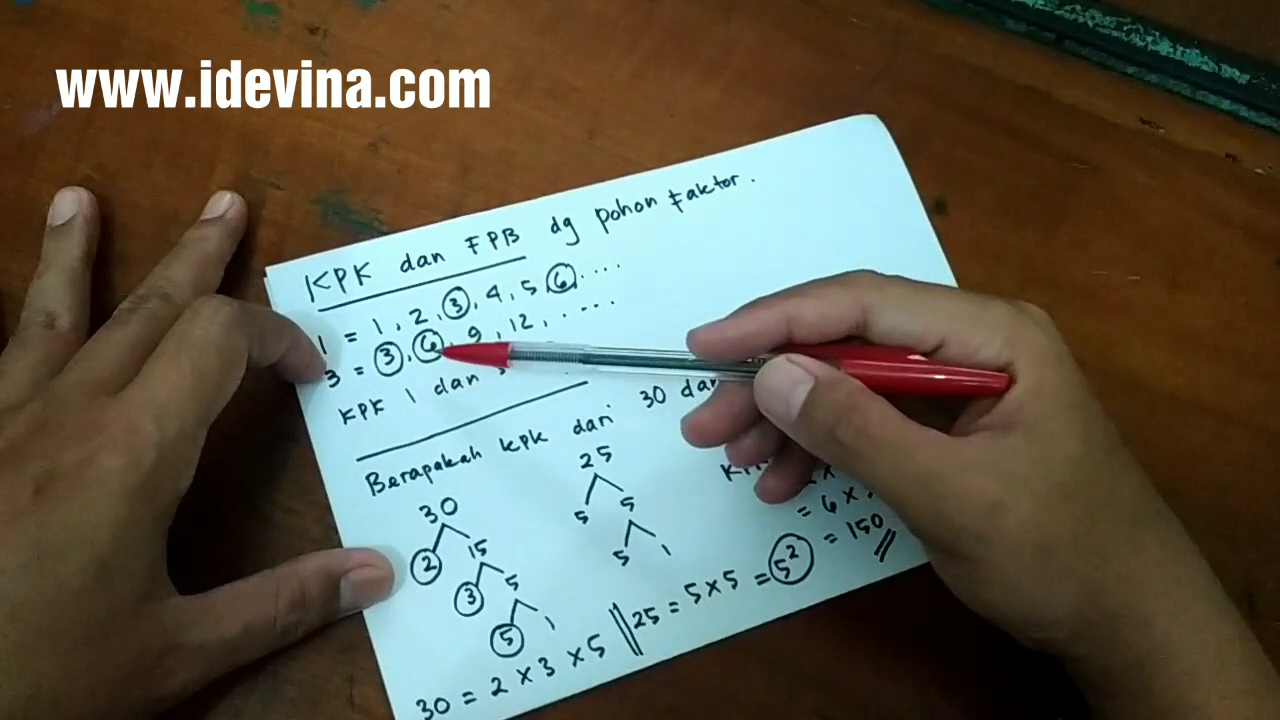 www.idevina.com
KPK dan FPB dg pohon Faktor.
1 = 1, 2, 3, 4, 5, 6, ....
3 = 3, 6, 9, 12, ....
KPK 1 dan
Berapakah kpk dari 30 dan
30
2 15
3 5
5 1
25
5 5
5 1
= 6 x
= 150
30 = 2 x 3 x 5 || 25 = 5 x 5 = 5²